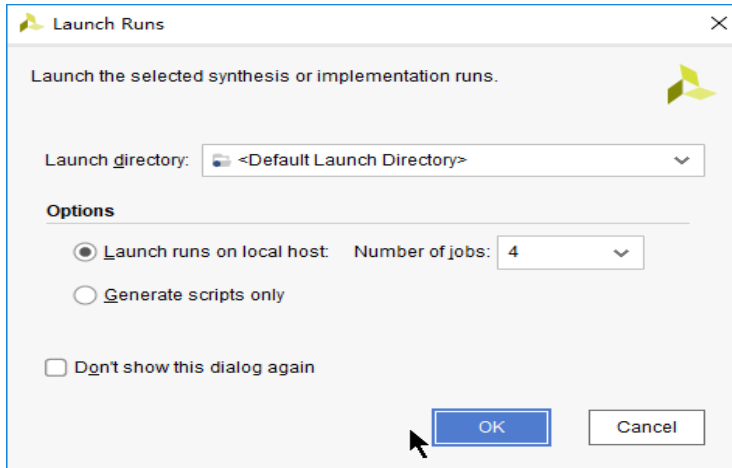 Launch Runs
Launch the selected synthesis or implementation runs.
Launch directory: <Default Launch Directory>
Options
Launch runs on local host: Number of jobs: 4
Generate scripts only
Don't show this dialog again
OK Cancel